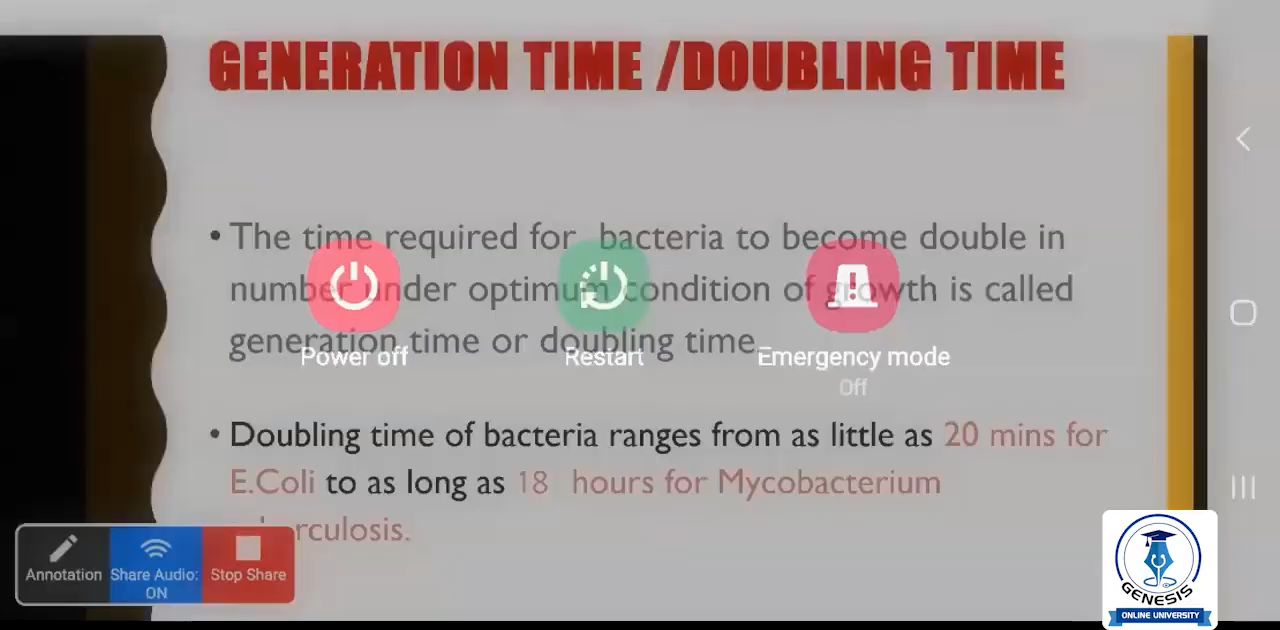 GENERATION TIME /DOUBLING TIME
• The time required for bacteria to become double in
number under optimum condition of growth is called
generation time or doubling time.
Power off
Restart
Emergency mode
Off
• Doubling time of bacteria ranges from as little as 20 mins for
E.Coli to as long as 18 hours for Mycobacterium
tuberculosis.
Annotation
Share Audio:
ON
Stop Share
GENESIS
ONLINE UNIVERSITY